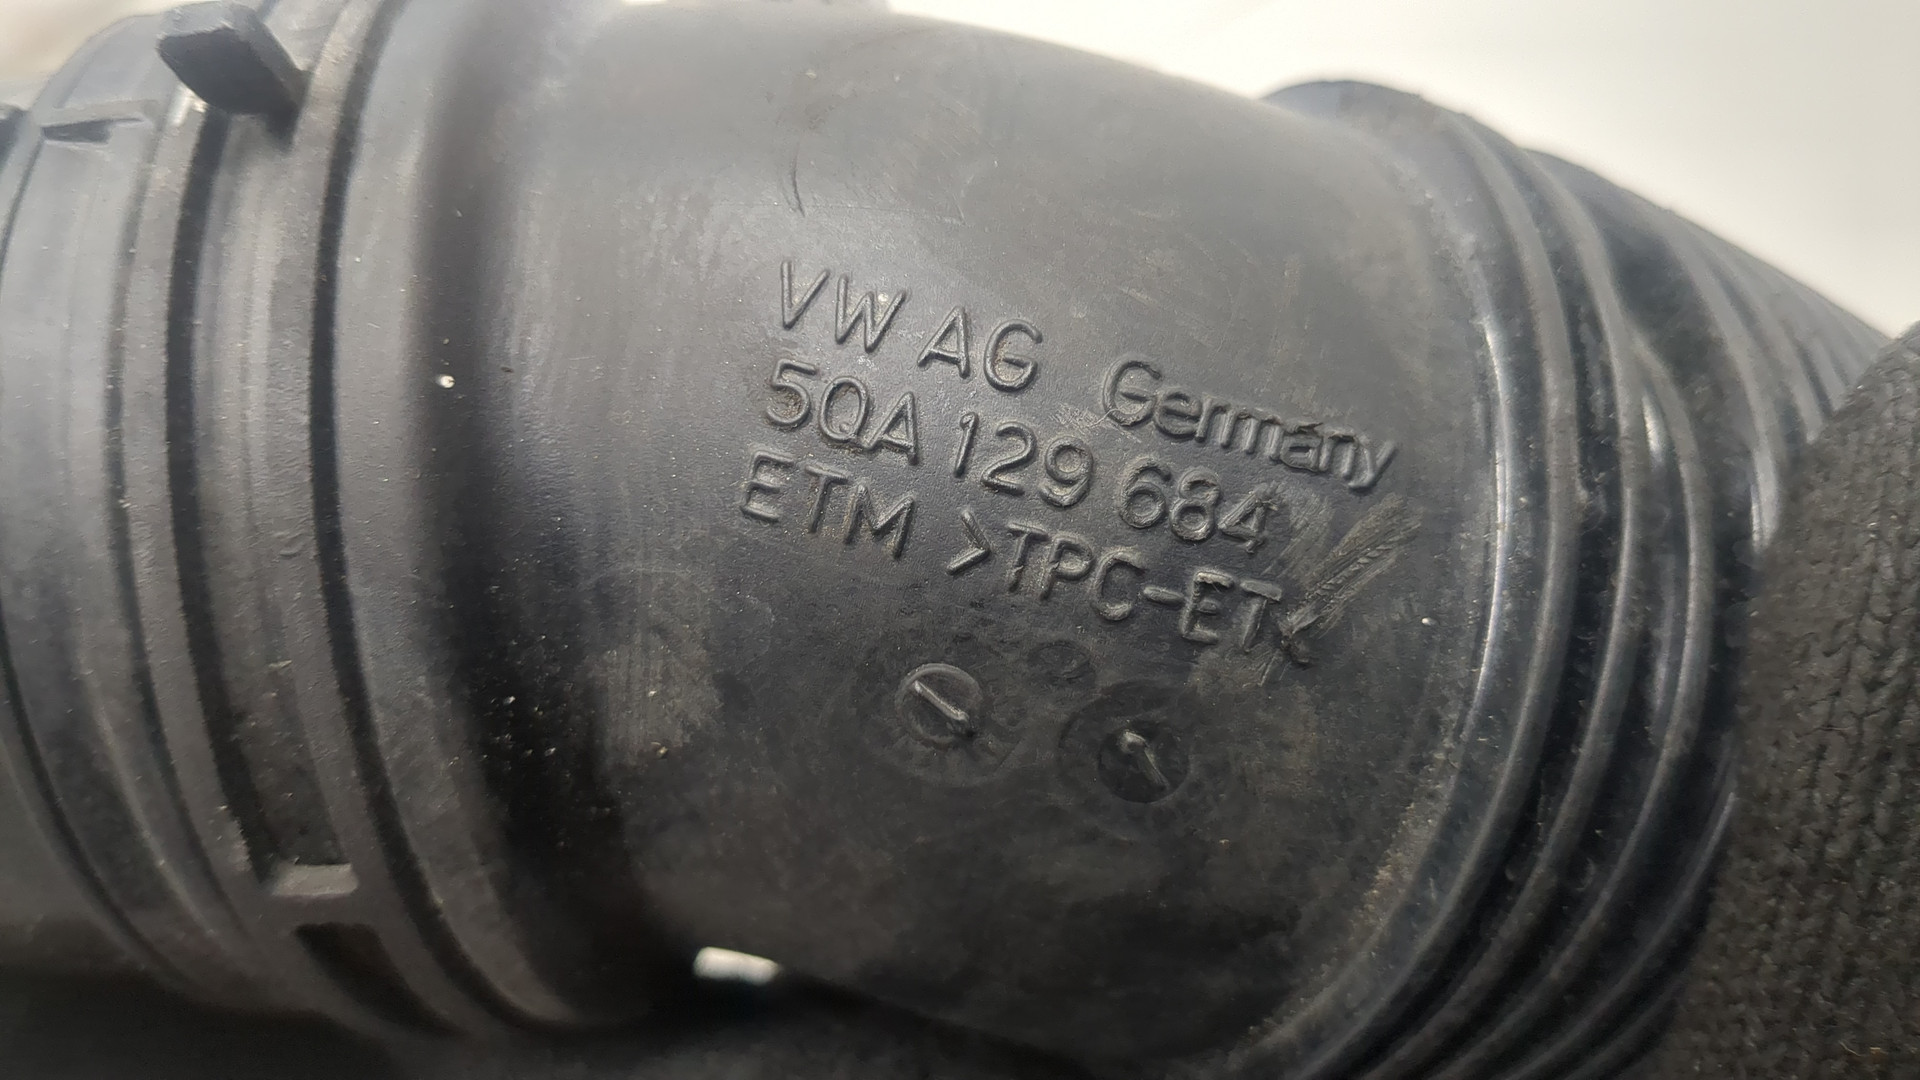 VW AG Germany
5QA 129 684
ETM >TPC-ET<